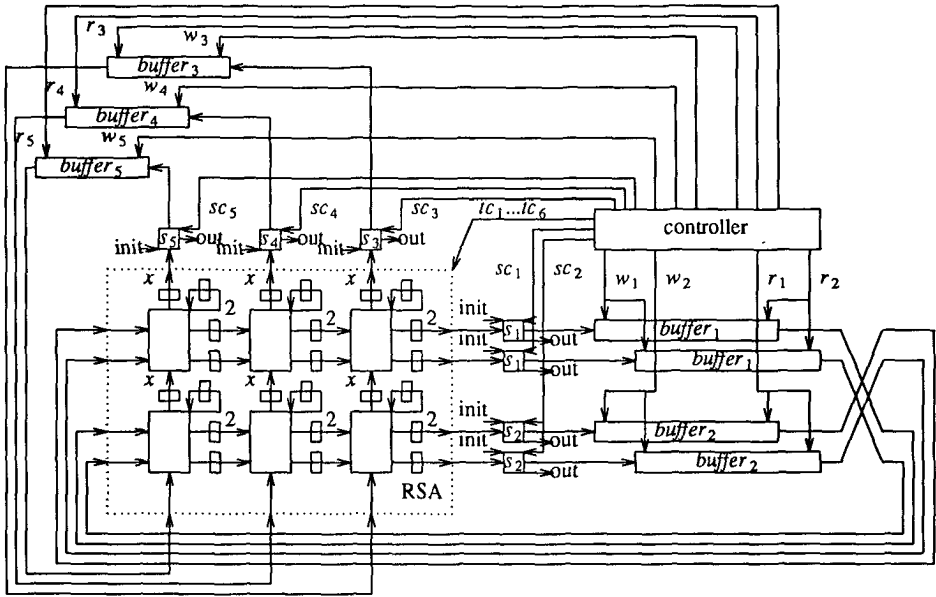 r3
w3
buffer3
r4
w4
buffer4
r5
w5
buffer5
sc5
sc4
sc3
ic1...ic6
controller
s5
out
init
s4
out
init
s3
out
init
x
x
x
sc1
sc2
w1
w2
r1
r2
2
2
2
init
s1
out
buffer1
init
s1
out
buffer1
x
x
x
2
2
2
init
s2
out
buffer2
init
s2
out
buffer2
RSA